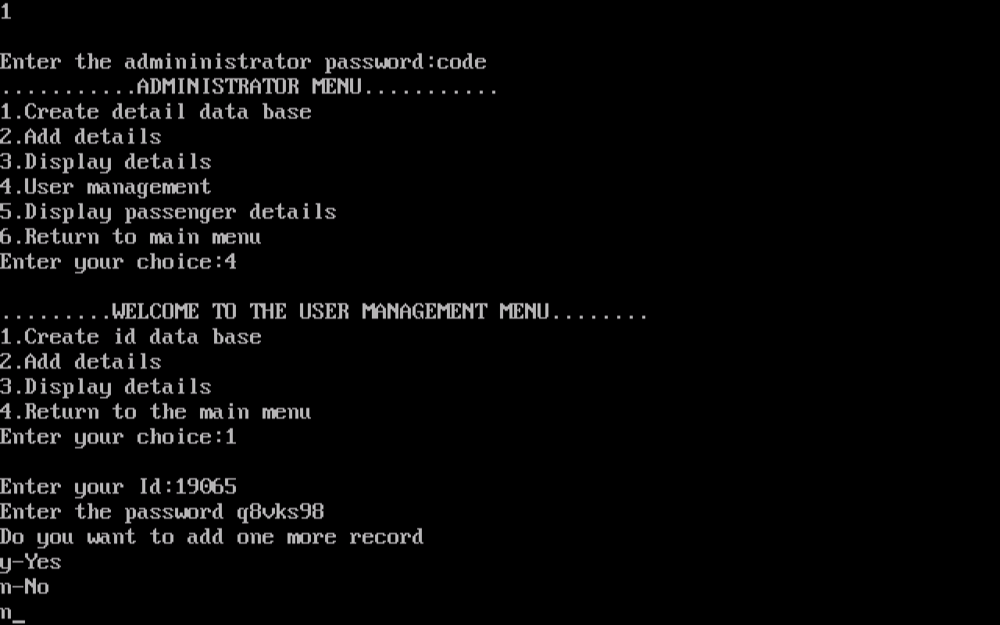 1
Enter the admininistrator password:code
...........ADMINISTRATOR MENU...........
1.Create detail data base
2.Add details
3.Display details
4.User management
5.Display passenger details
6.Return to main menu
Enter your choice:4
.........WELCOME TO THE USER MANAGEMENT MENU........
1.Create id data base
2.Add details
3.Display details
4.Return to the main menu
Enter your choice:1
Enter your Id:19065
Enter the password q8vks98
Do you want to add one more record
y-Yes
n-No
n_